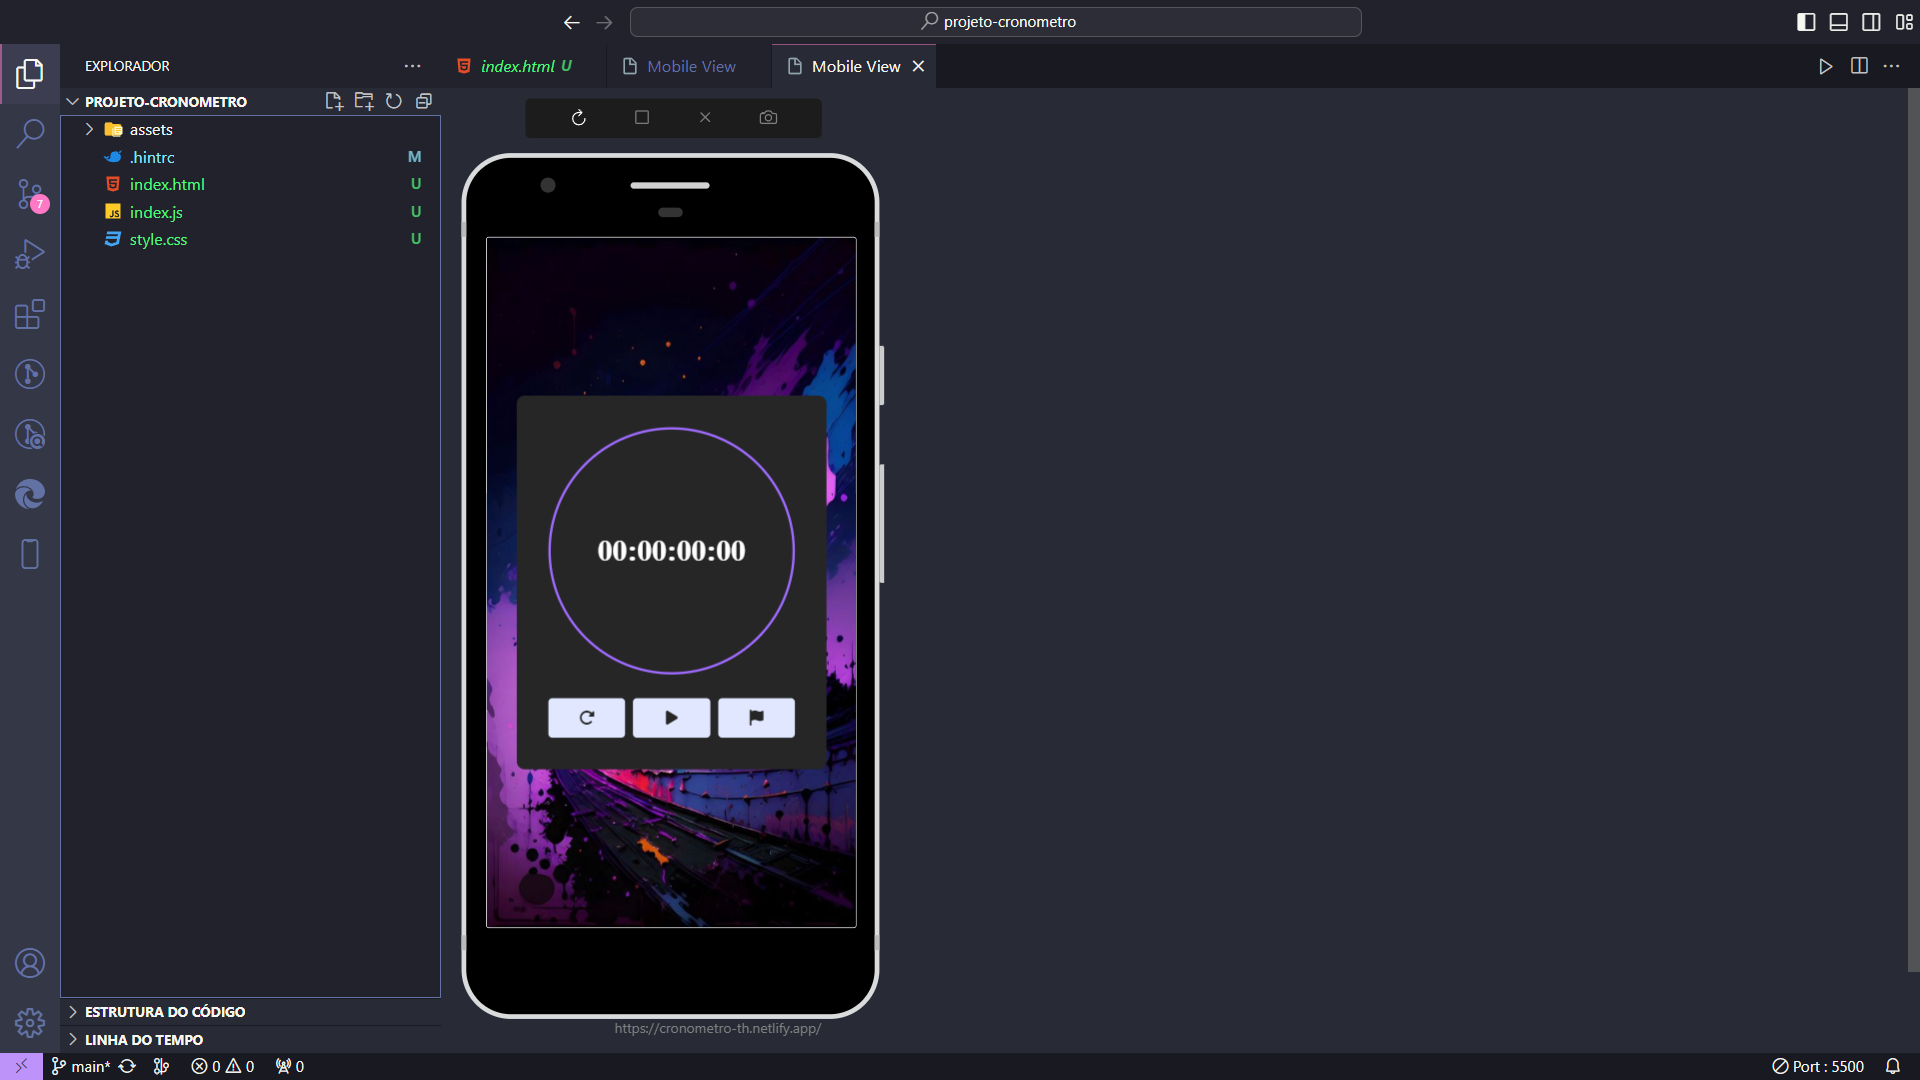 projeto-cronometro
EXPLORADOR
index.html U
Mobile View
Mobile View
PROJETO-CRONOMETRO
assets
.hintrc M
index.html U
JS index.js U
style.css U
7
00:00:00:00
https://cronometro-th.netlify.app/
ESTRUTURA DO CÓDIGO
LINHA DO TEMPO
main* 0 0 0
Port : 5500